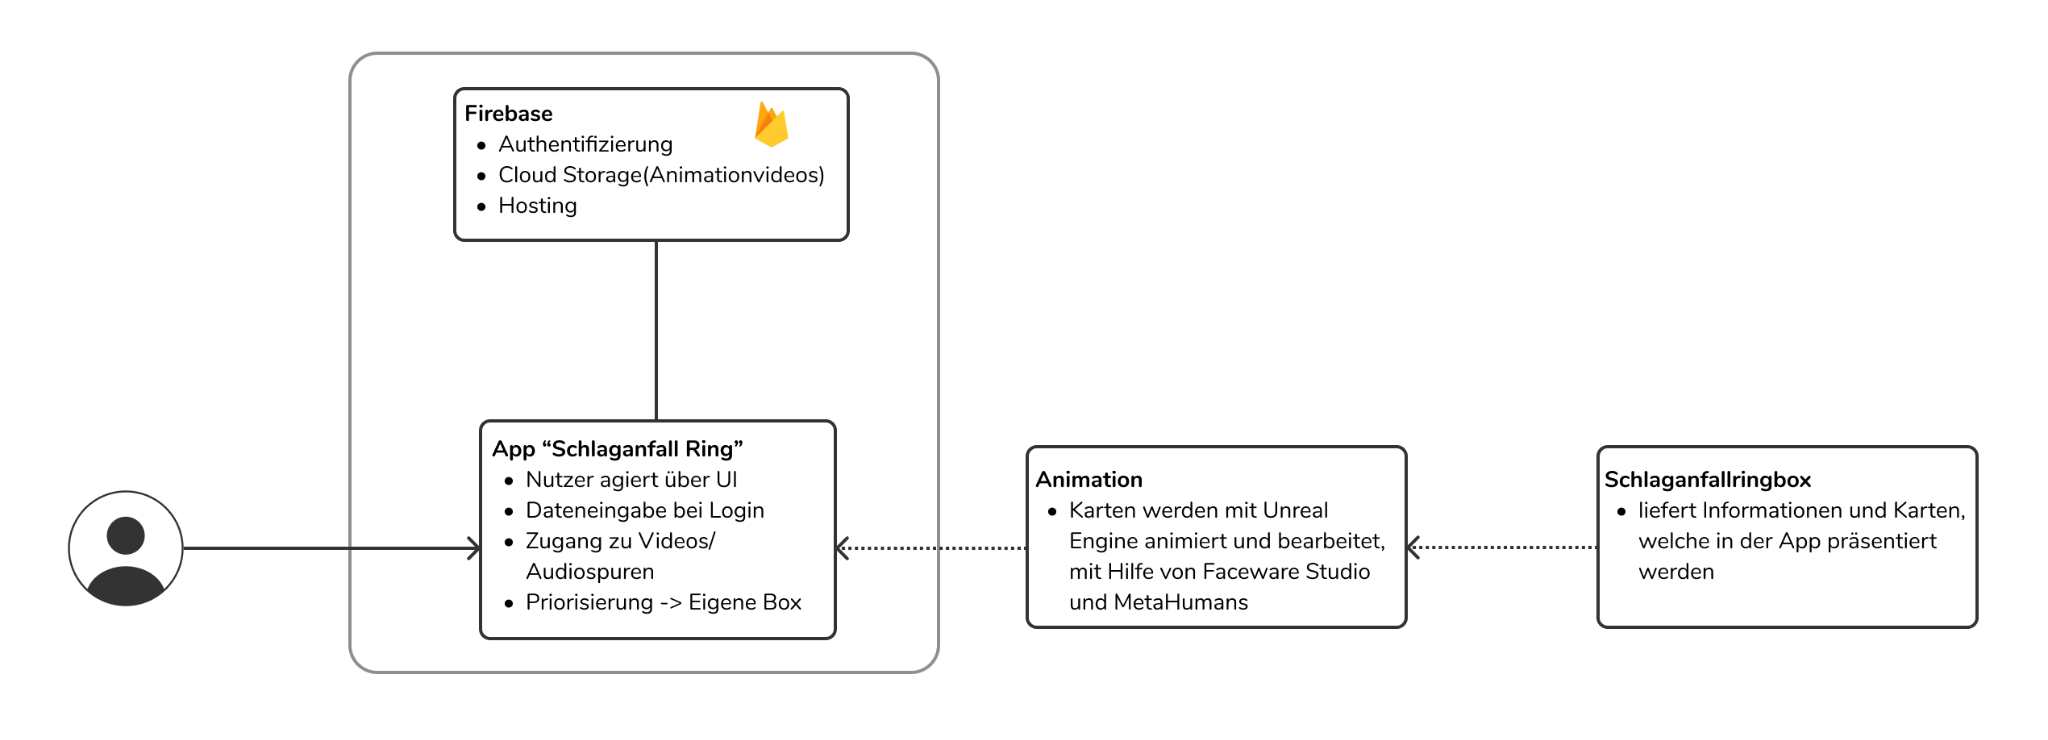 Firebase
Authentifizierung
Cloud Storage(Animationvideos)
Hosting
App “Schlaganfall Ring”
Nutzer agiert über UI
Dateneingabe bei Login
Zugang zu Videos/
Audiospuren
Priorisierung -> Eigene Box
Animation
Karten werden mit Unreal
Engine animiert und bearbeitet,
mit Hilfe von Faceware Studio
und MetaHumans
Schlaganfallringbox
liefert Informationen und Karten,
welche in der App präsentiert
werden